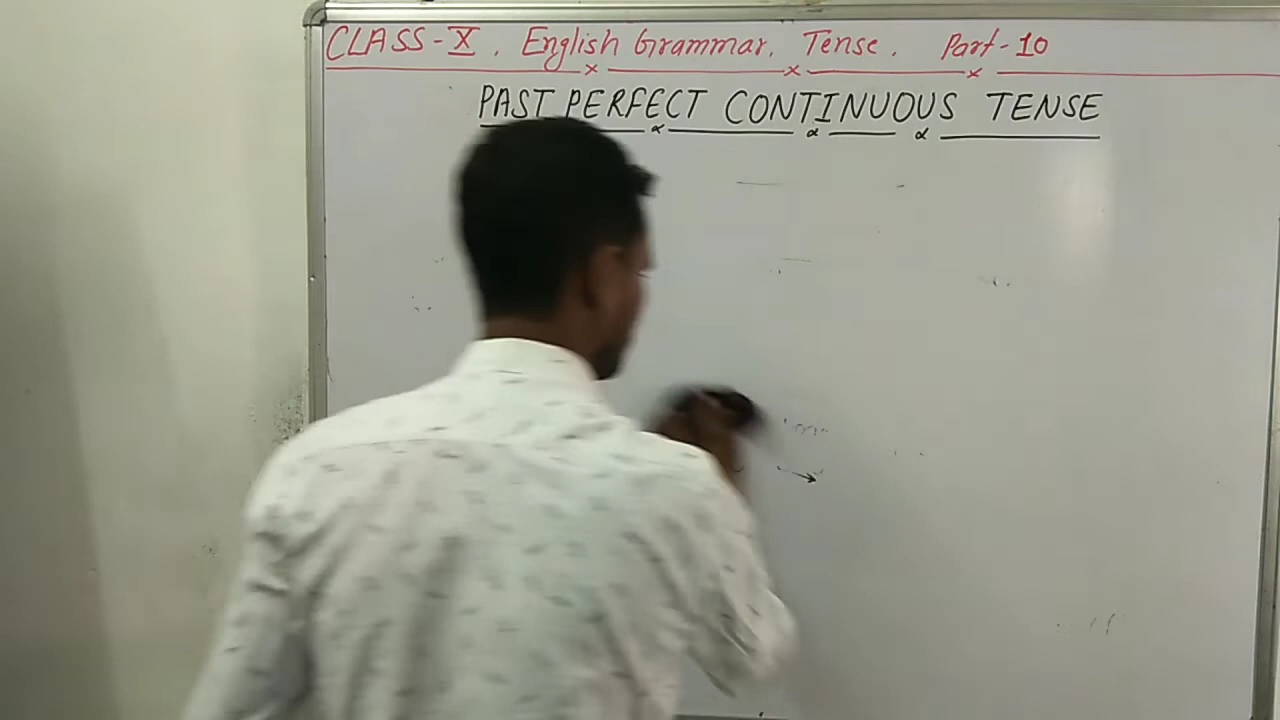 CLASS-X. English Grammar. Tense. Part-10
PAST PERFECT CONTINUOUS TENSE